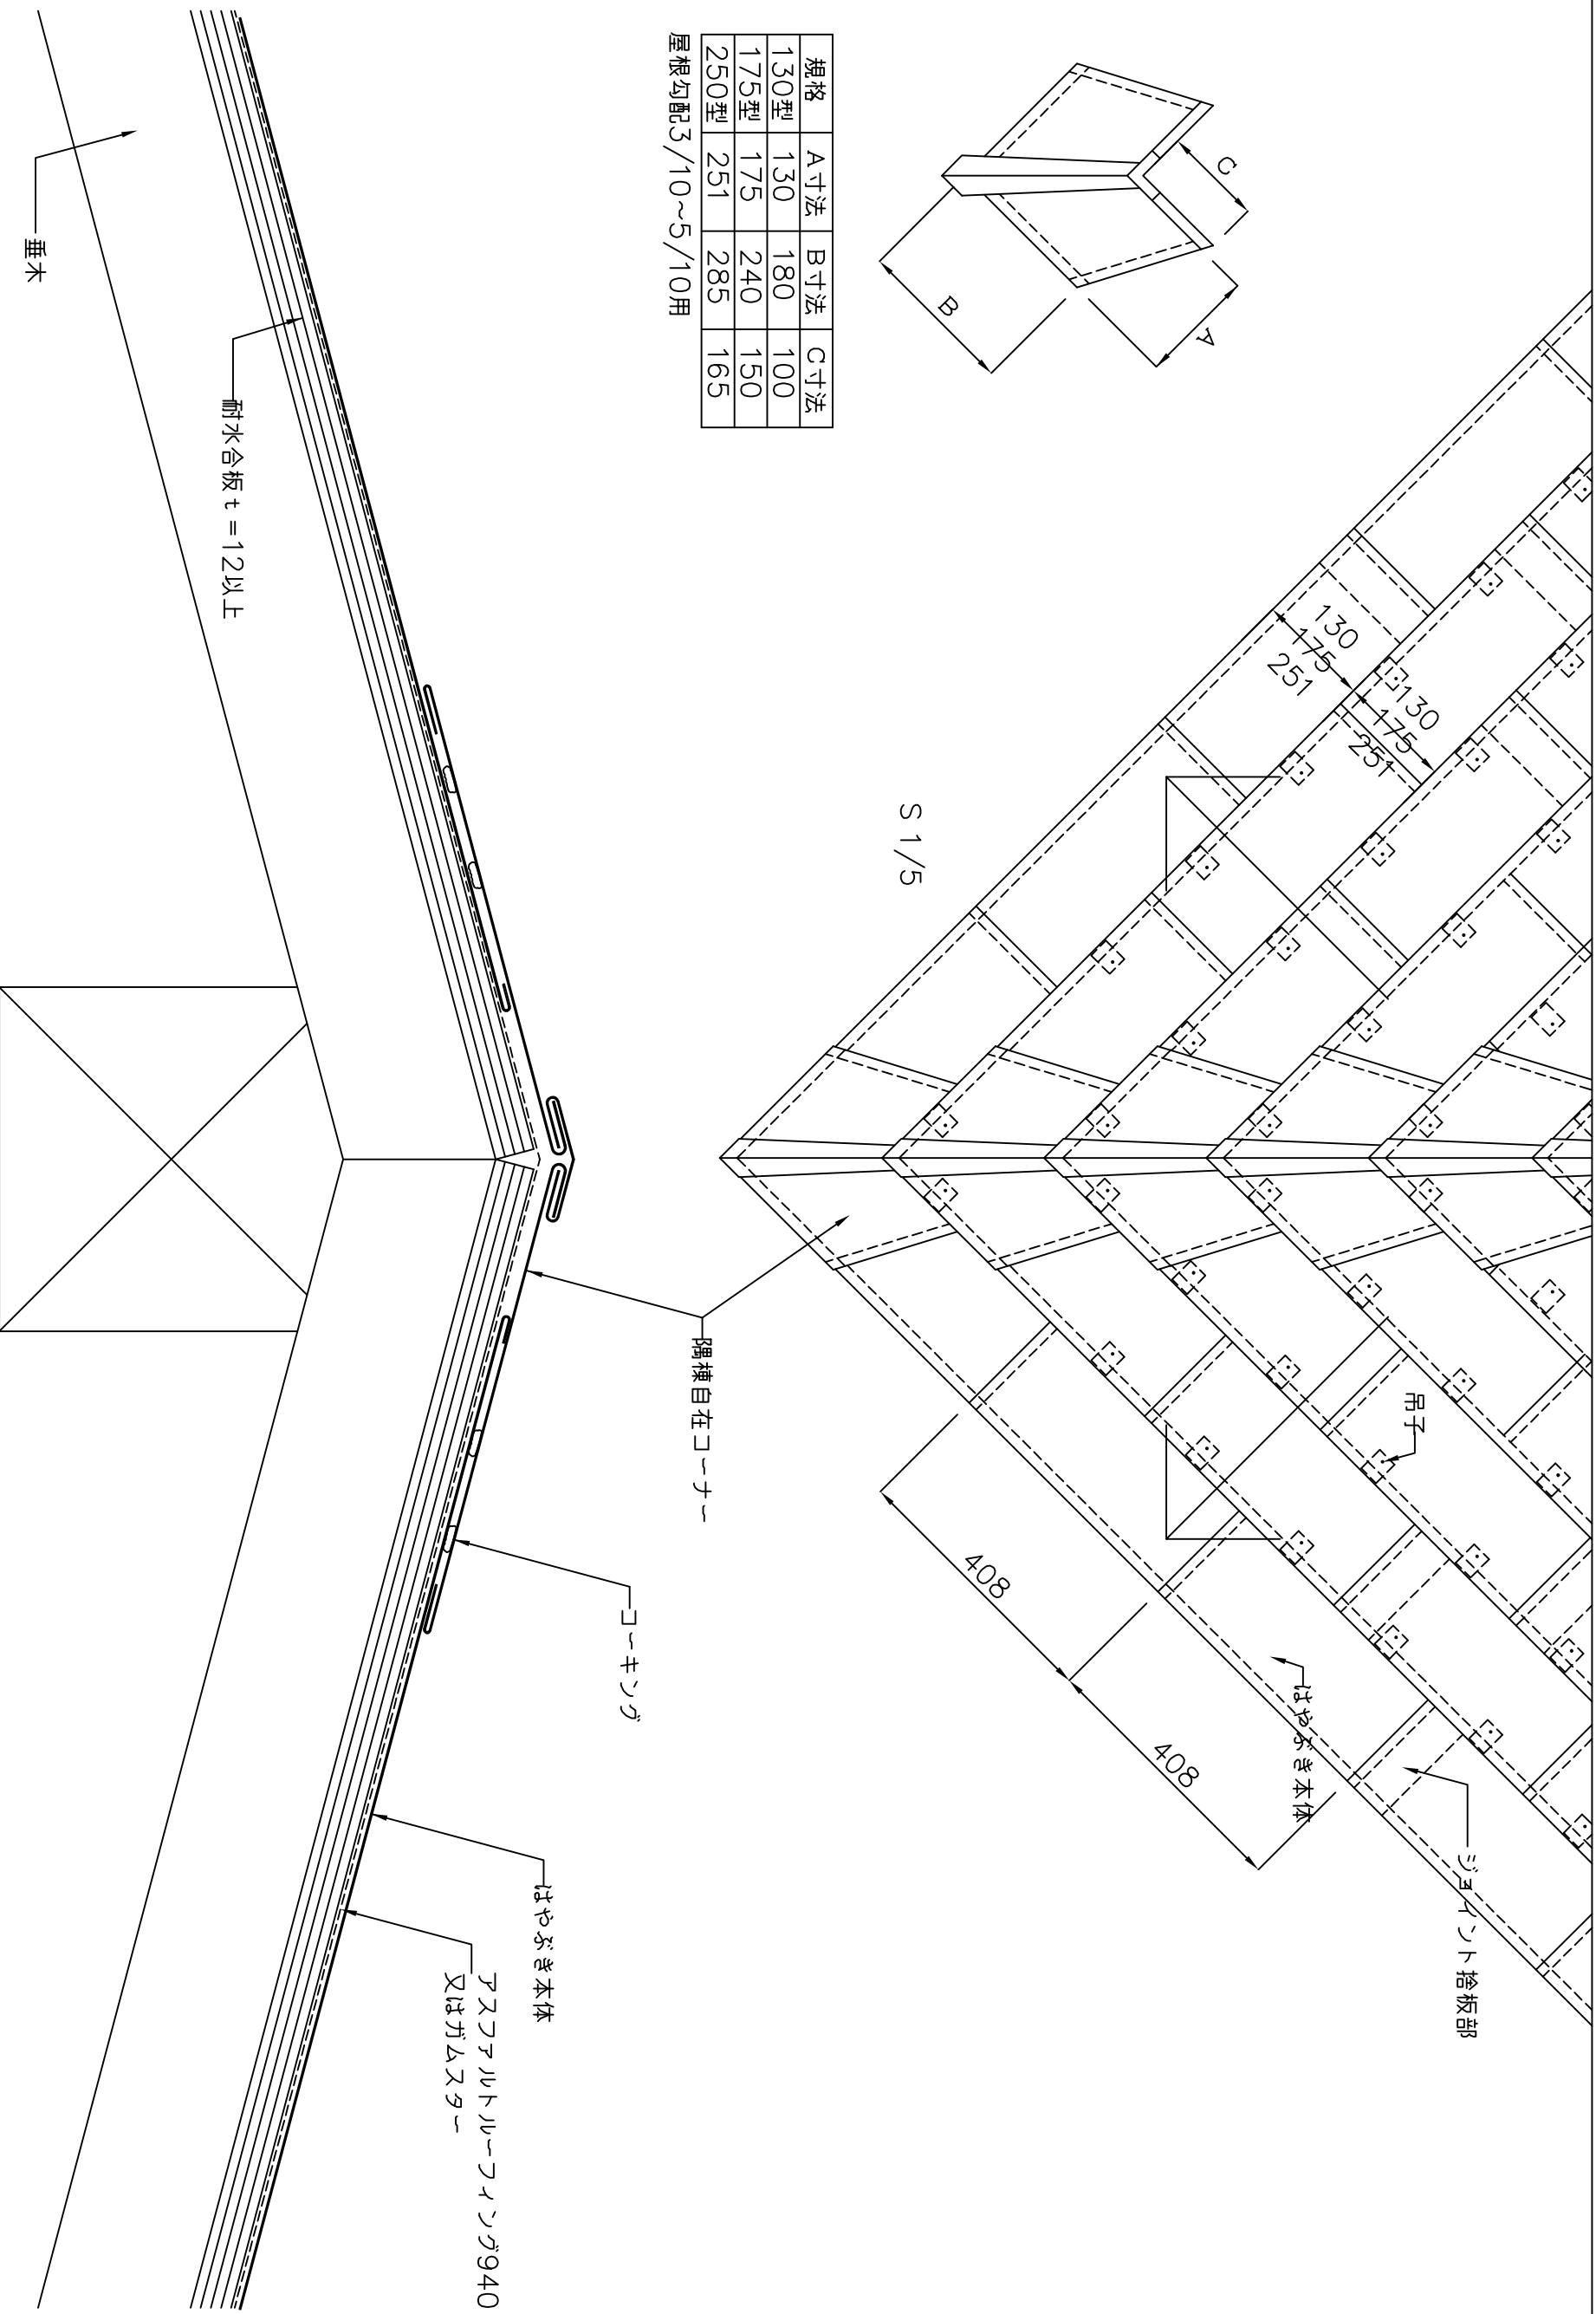 ジョイント捨板部
吊子
はやぶき本体
130
175
251
130
175
251
408
408
S 1/5
C
A
B
規格 A寸法 B寸法 C寸法
130型 130 180 100
175型 175 240 150
250型 251 285 165
屋根勾配3/10~5/10用
隅棟自在コーナー
コーキング
はやぶき本体
アスファルトルーフィング940
又はガムスター
耐水合板t=12以上
垂木